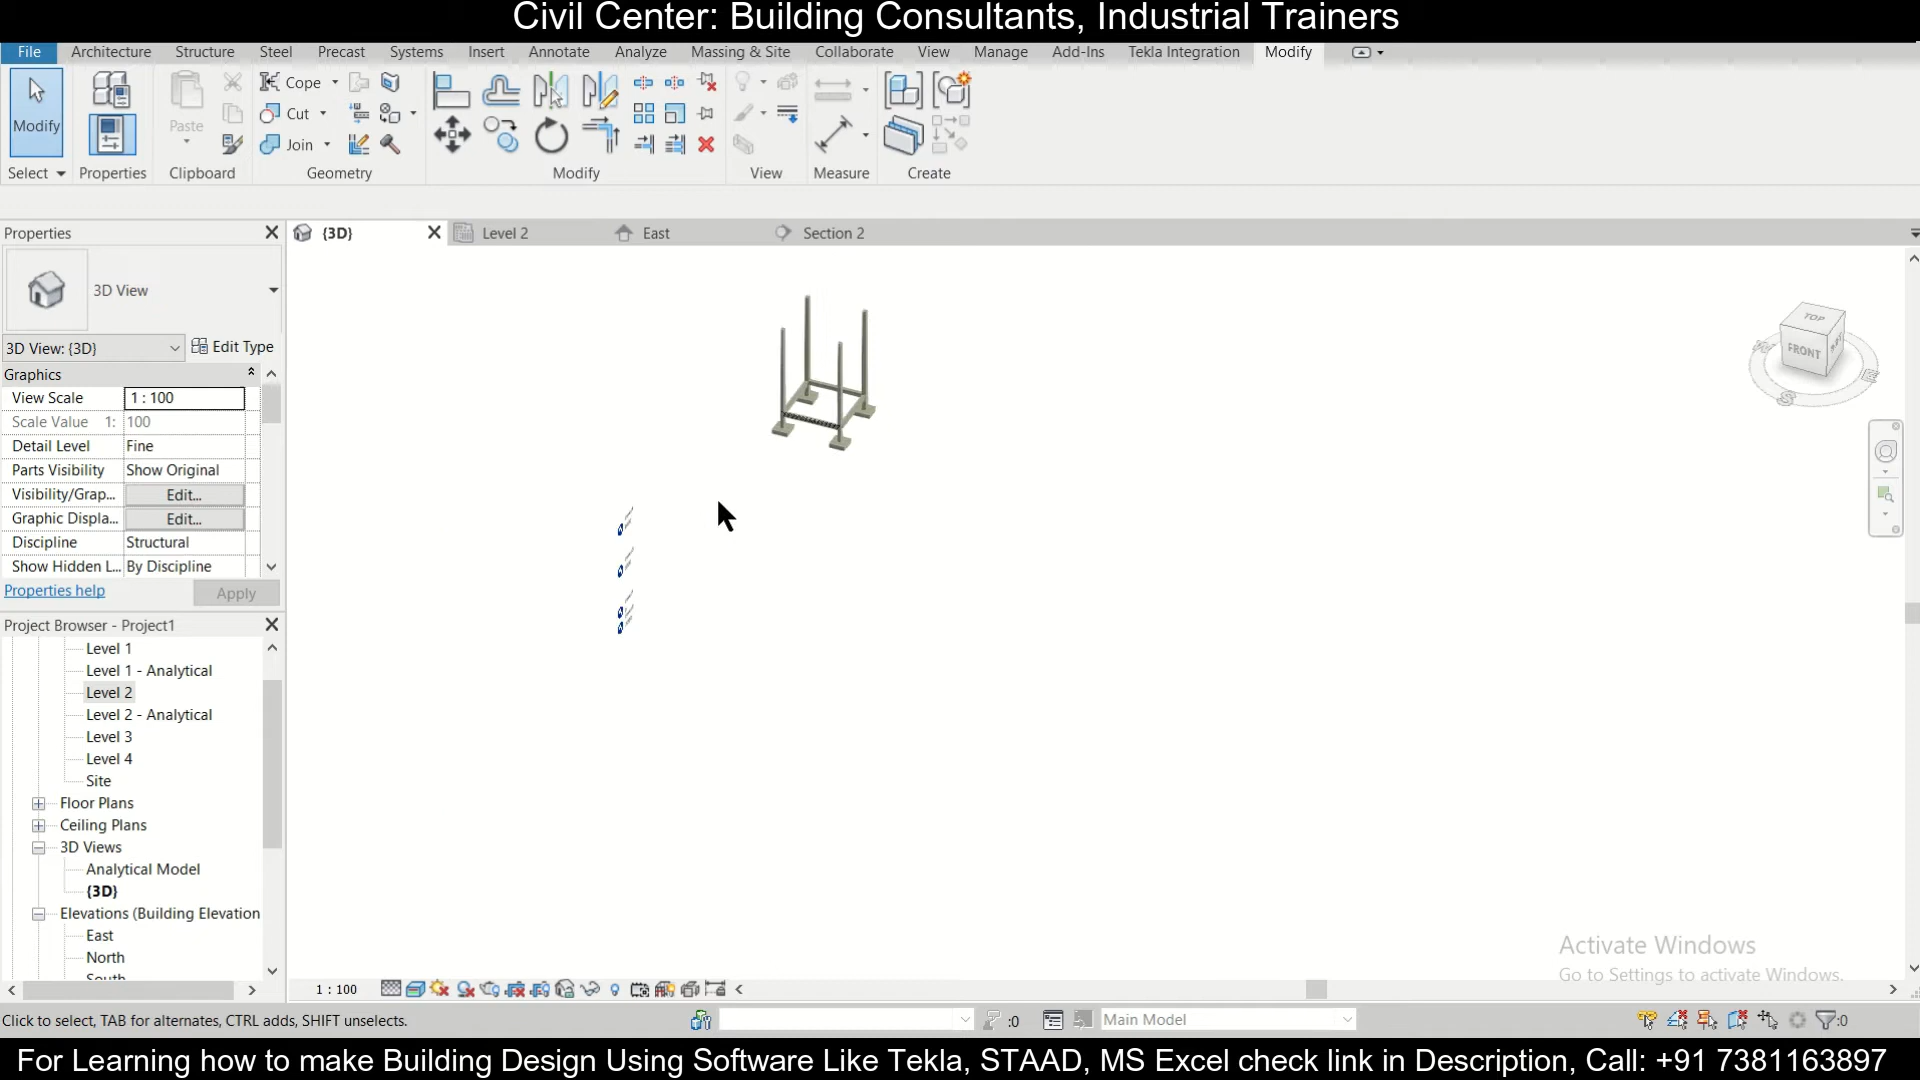 Civil Center: Building Consultants, Industrial Trainers
File Architecture Structure Steel Precast Systems Insert Annotate Analyze Massing & Site Collaborate View Manage Add-Ins Tekla Integration Modify
Modify
Paste
Cope
Cut
Join
Select Properties Clipboard Geometry Modify View Measure Create
Properties
{3D} Level 2 East Section 2
3D View
3D View: {3D} Edit Type
Graphics
View Scale 1 : 100
Scale Value 1: 100
Detail Level Fine
Parts Visibility Show Original
Visibility/Grap... Edit...
Graphic Displa... Edit...
Discipline Structural
Show Hidden L... By Discipline
Properties help Apply
TOP
FRONT
S
E
Project Browser - Project1
Level 1
Level 1 - Analytical
Level 2
Level 2 - Analytical
Level 3
Level 4
Site
Floor Plans
Ceiling Plans
3D Views
Analytical Model
{3D}
Elevations (Building Elevation
East
North
South
Activate Windows
Go to Settings to activate Windows.
1 : 100
Click to select, TAB for alternates, CTRL adds, SHIFT unselects.
:0
Main Model
:0
For Learning how to make Building Design Using Software Like Tekla, STAAD, MS Excel check link in Description, Call: +91 7381163897